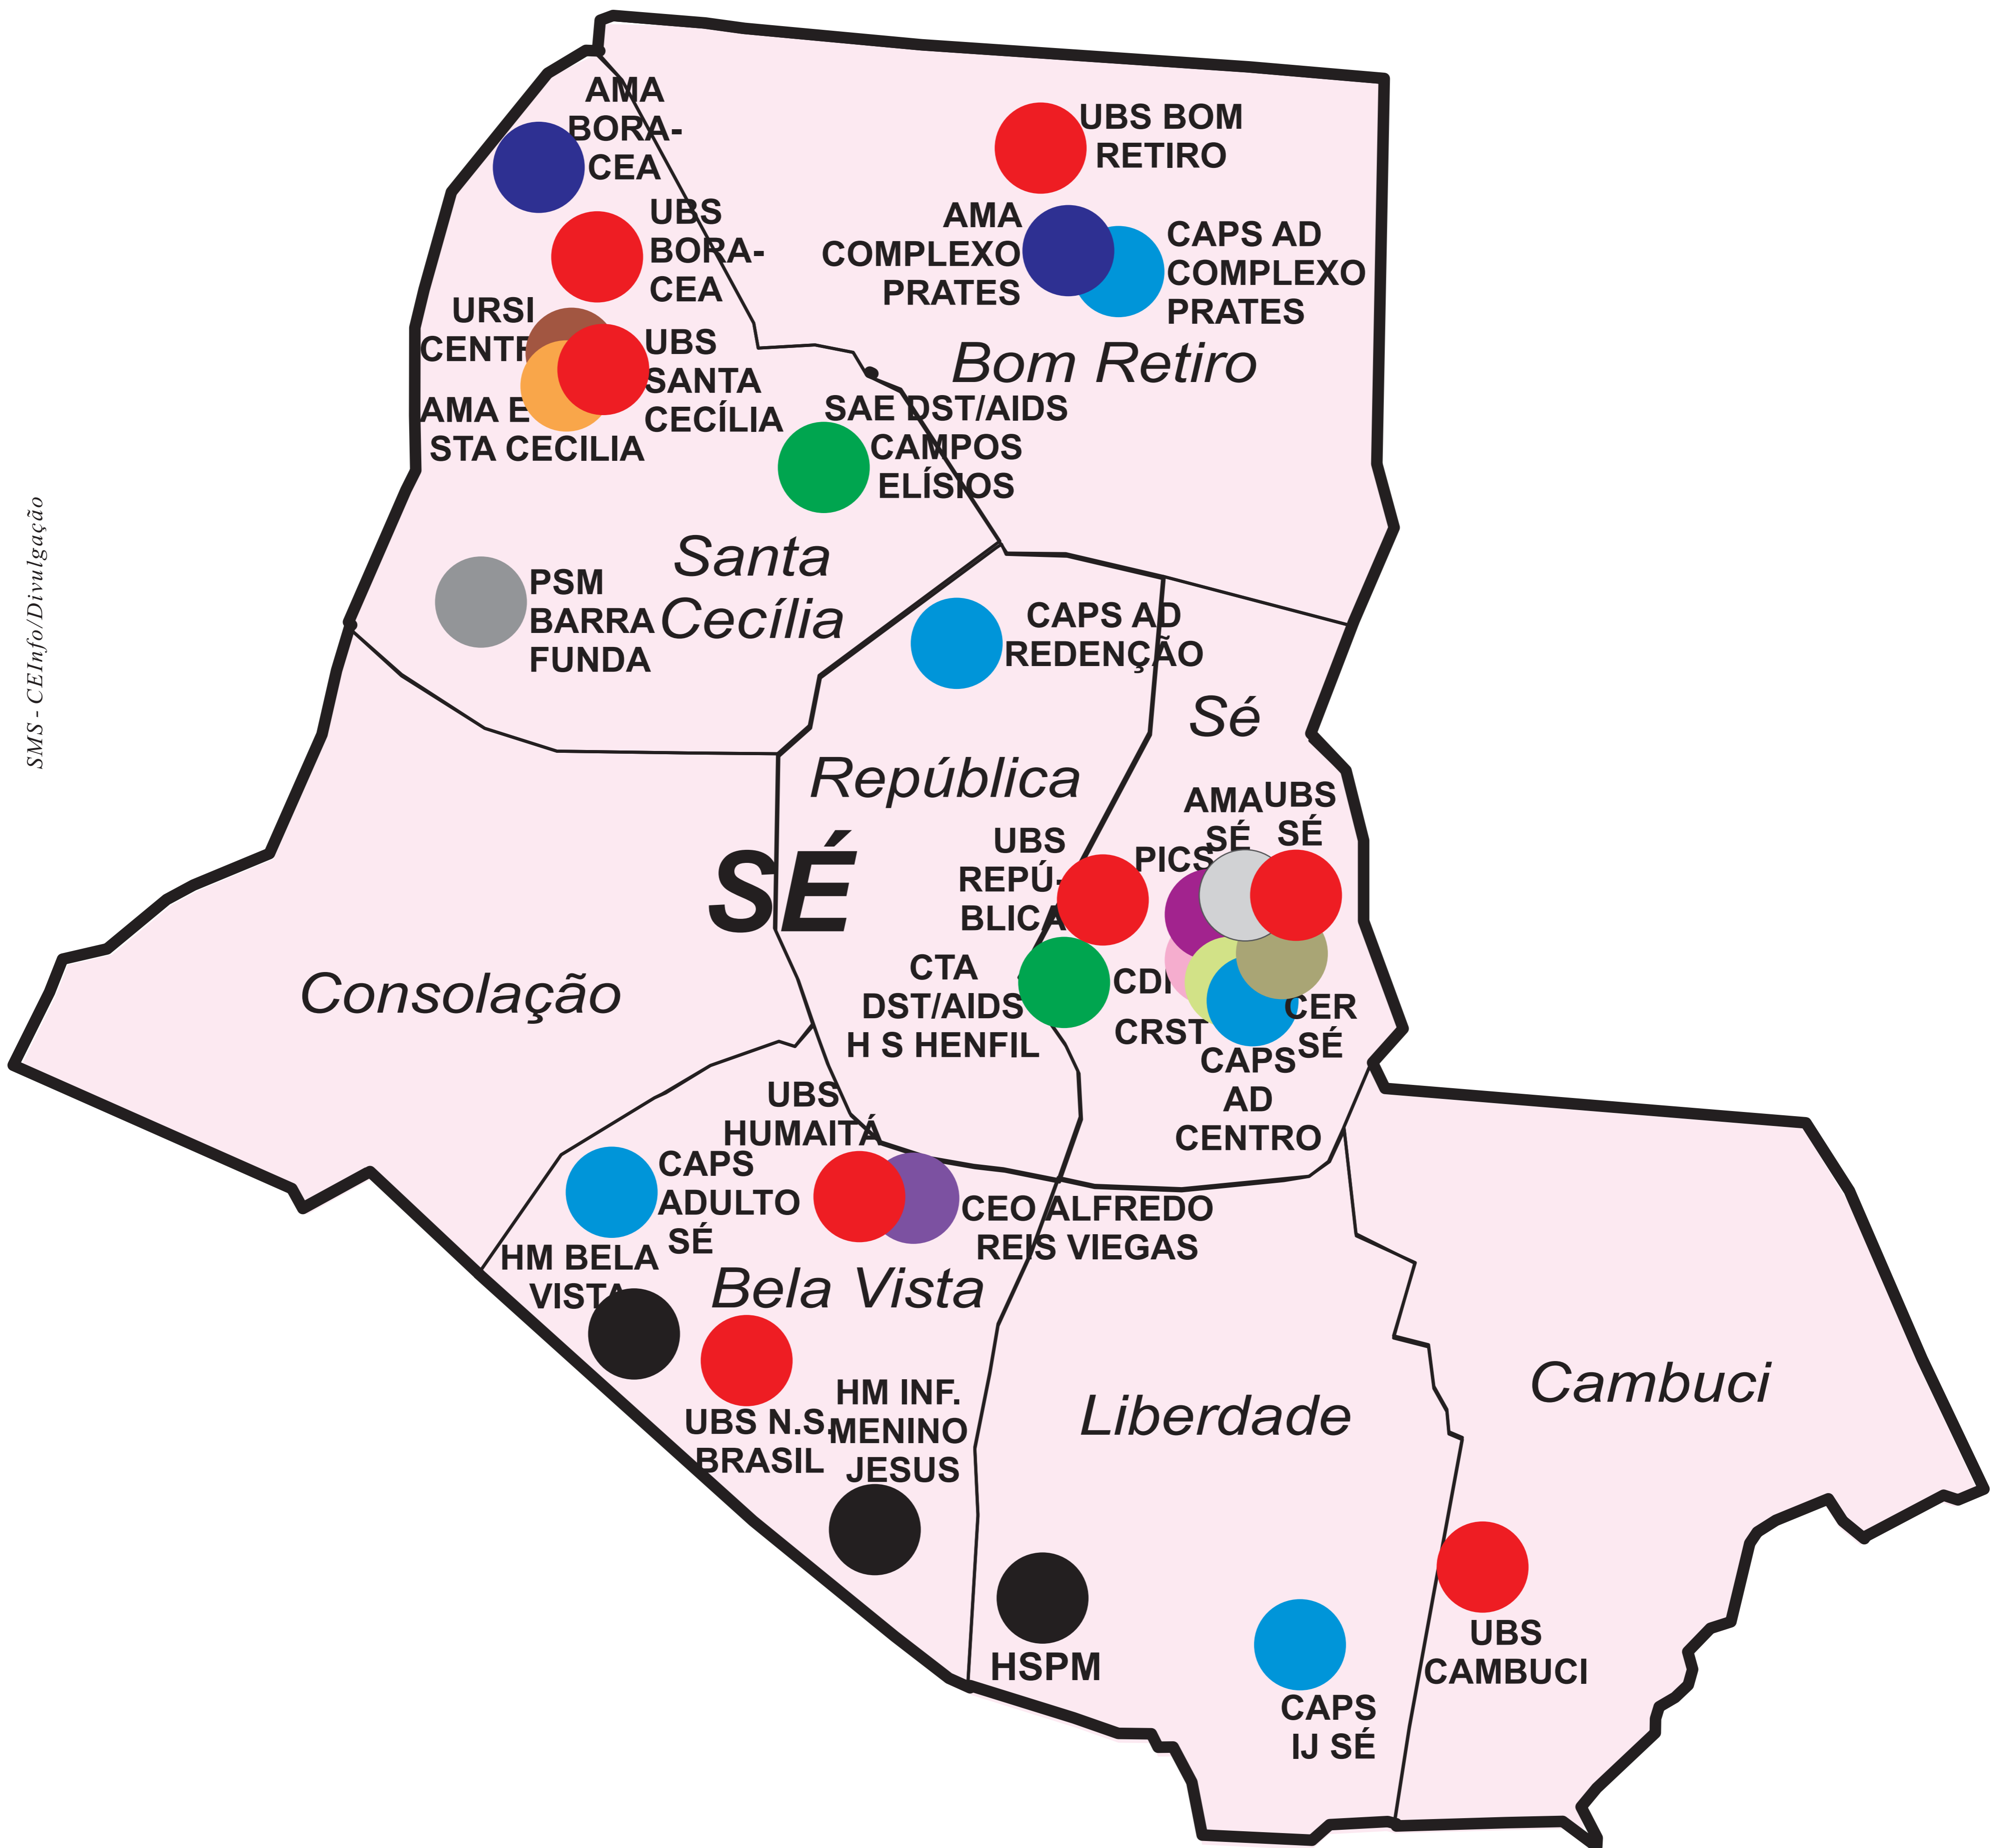 AMA
BORA-
CEA
UBS BOM
RETIRO
UBS
BORA-
CEA
AMA
COMPLEXO
PRATES
CAPS AD
COMPLEXO
PRATES
URSI
UBS
SANTA
CECÍLIA
Bom Retiro
AMA E
STA CECILIA
SAE DST/AIDS
CAMPOS
ELÍSIOS
SMS - CEInfo/Divulgação
Santa
Cecília
PSM
BARRA
FUNDA
CAPS AD
REDENÇÃO
Sé
República
AMA
SÉ
UBS
SÉ
PICS
UBS
REPÚ-
BLICA
SÉ
Consolação
CTA
DST/AIDS
H S HENFIL
CRST
CER
SÉ
CAPS
AD
CENTRO
UBS
HUMAITÁ
CAPS
ADULTO
SÉ
CEO ALFREDO
REIS VIEGAS
HM BELA
VISTA
Bela Vista
UBS N.S.
BRASIL
HM INF.
MENINO
JESUS
Liberdade
Cambuci
HSPM
CAPS
IJ SÉ
UBS
CAMBUCI